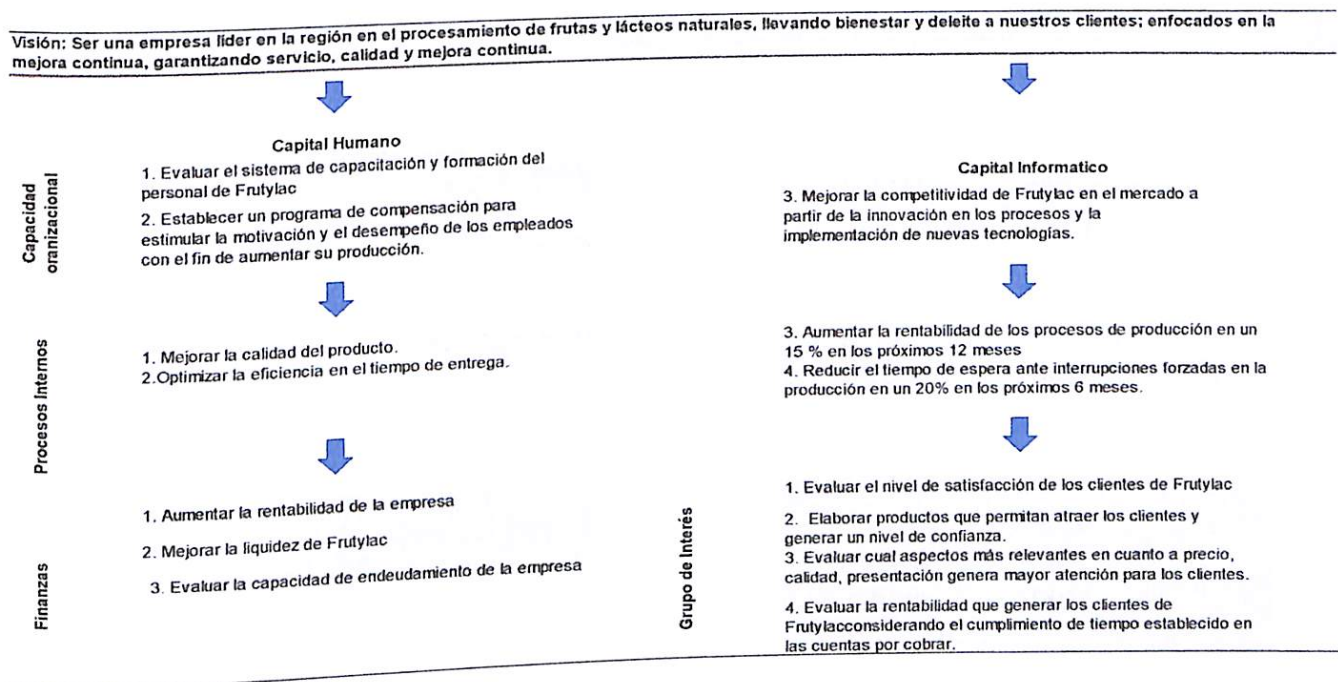 Visión: Ser una empresa líder en la región en el procesamiento de frutas y lácteos naturales, llevando bienestar y deleite a nuestros clientes; enfocados en la
mejora continua, garantizando servicio, calidad y mejora continua.
Capacidad
oranizacional
Capital Humano
1. Evaluar el sistema de capacitación y formación del
personal de Frutylac
2. Establecer un programa de compensación para
estimular la motivación y el desempeño de los empleados
con el fin de aumentar su producción.
Capital Informatico
3. Mejorar la competitividad de Frutylac en el mercado a
partir de la innovación en los procesos y la
implementación de nuevas tecnologías.
Procesos Internos
1. Mejorar la calidad del producto.
2.Optimizar la eficiencia en el tiempo de entrega.
3. Aumentar la rentabilidad de los procesos de producción en un
15 % en los próximos 12 meses
4. Reducir el tiempo de espera ante interrupciones forzadas en la
producción en un 20% en los próximos 6 meses.
Finanzas
1. Aumentar la rentabilidad de la empresa
2. Mejorar la liquidez de Frutylac
3. Evaluar la capacidad de endeudamiento de la empresa
Grupo de Interés
1. Evaluar el nivel de satisfacción de los clientes de Frutylac
2. Elaborar productos que permitan atraer los clientes y
generar un nivel de confianza.
3. Evaluar cual aspectos más relevantes en cuanto a precio,
calidad, presentación genera mayor atención para los clientes.
4. Evaluar la rentabilidad que generar los clientes de
Frutylacconsiderando el cumplimiento de tiempo establecido en
las cuentas por cobrar.